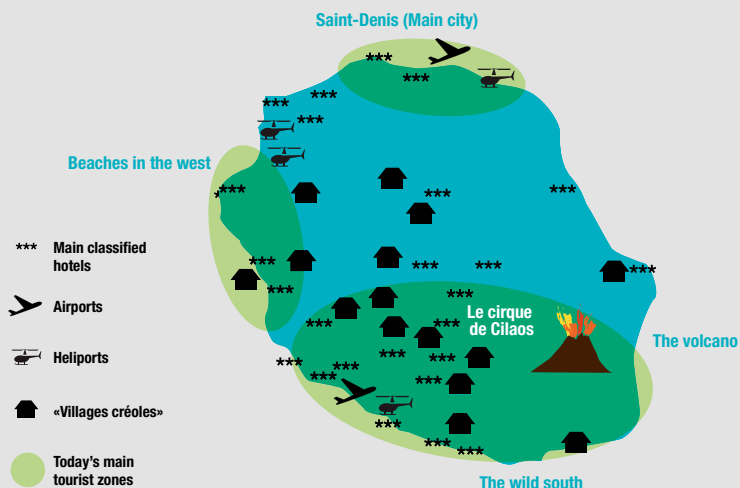 Saint-Denis (Main city)
Beaches in the west
*** Main classified
hotels
Airports
Heliports
«Villages créoles»
Today's main
tourist zones
Le cirque
de Cilaos
The volcano
The wild south